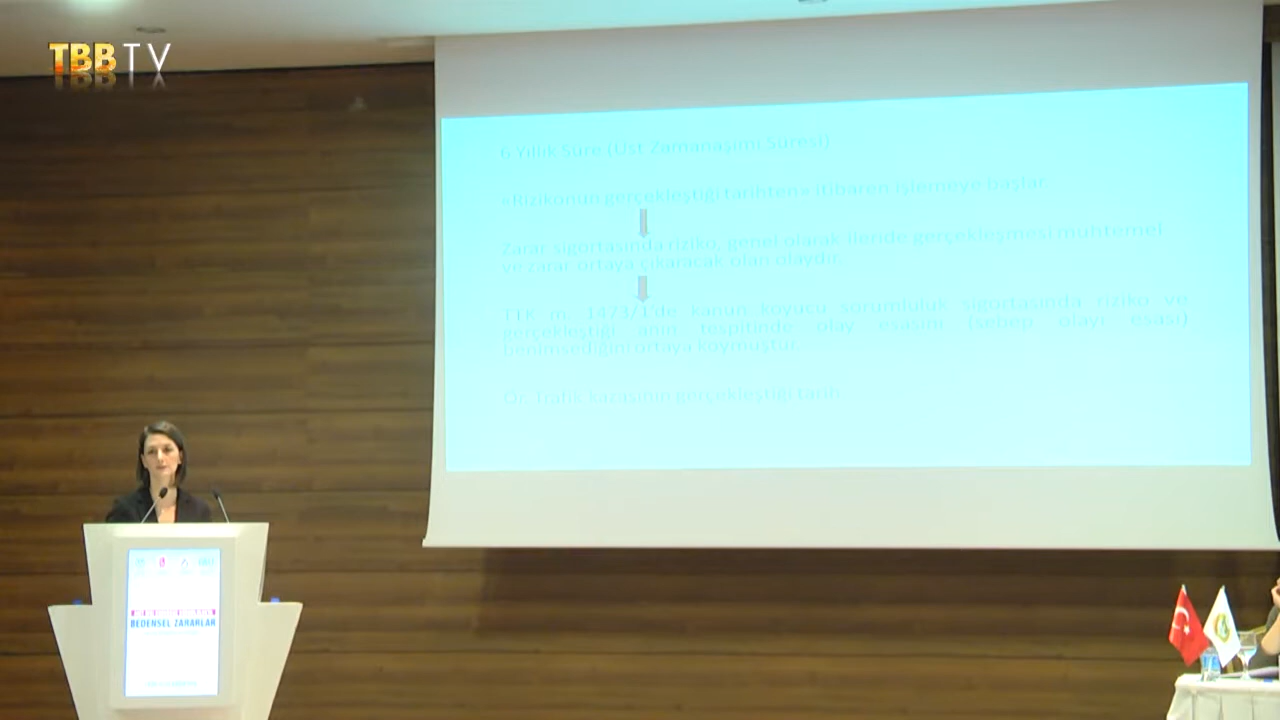 TBB TV
6 Yıllık Süre (Üst Zamanaşımı Süresi)
«Rizikonun gerçekleştiği tarihten» itibaren işlemeye başlar
Zarar sigortasında riziko, genel olarak ileride gerçekleşmesi muhtemel
ve zarar ortaya çıkaracak olan olaydır.
TTK m. 1473/1'de kanun koyucu sorumluluk sigortasında riziko ve
gerçekleştiği anın tespitinde olay esasını (sebep olayı esası)
benimsediğini ortaya koymuştur.
Ör. Trafik kazasının gerçekleştiği tarih
BEDENSEL ZARARLAR